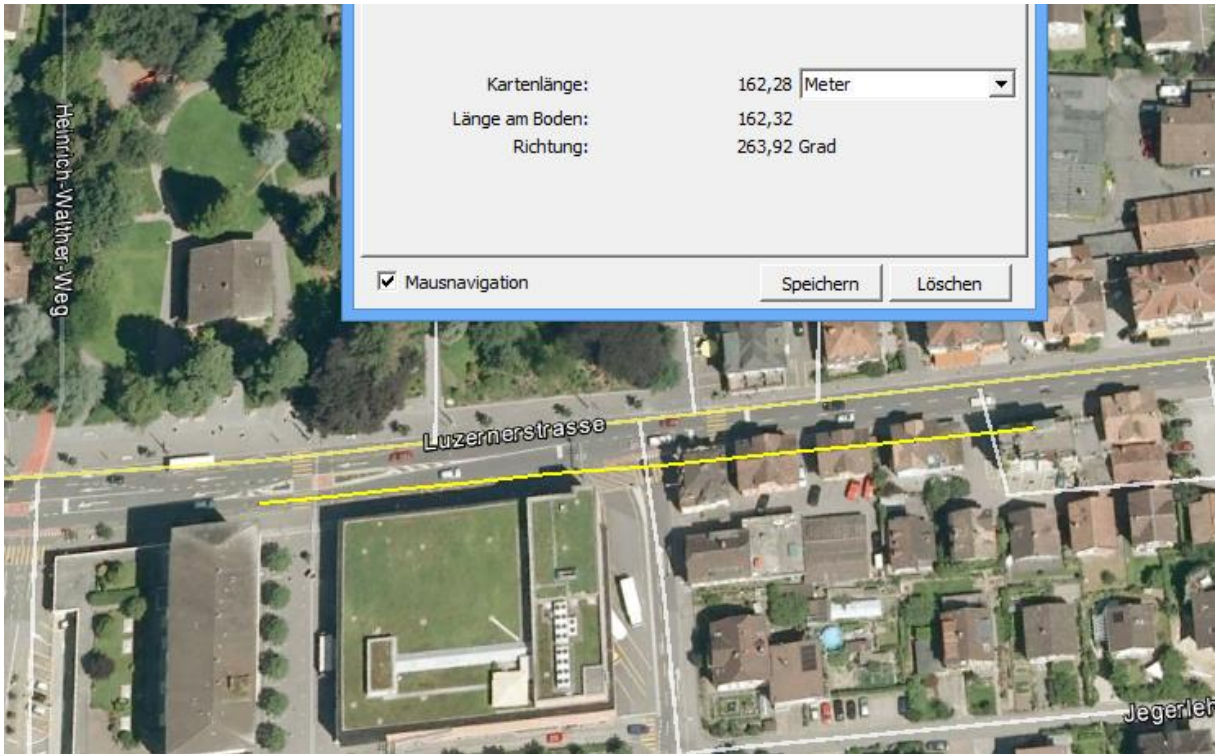 Kartenlänge: 162,28 Meter
Länge am Boden: 162,32
Richtung: 263,92 Grad
Mausnavigation Speichern Löschen
Heinrich-Walther-Weg
Luzernerstrasse
Jegerleh